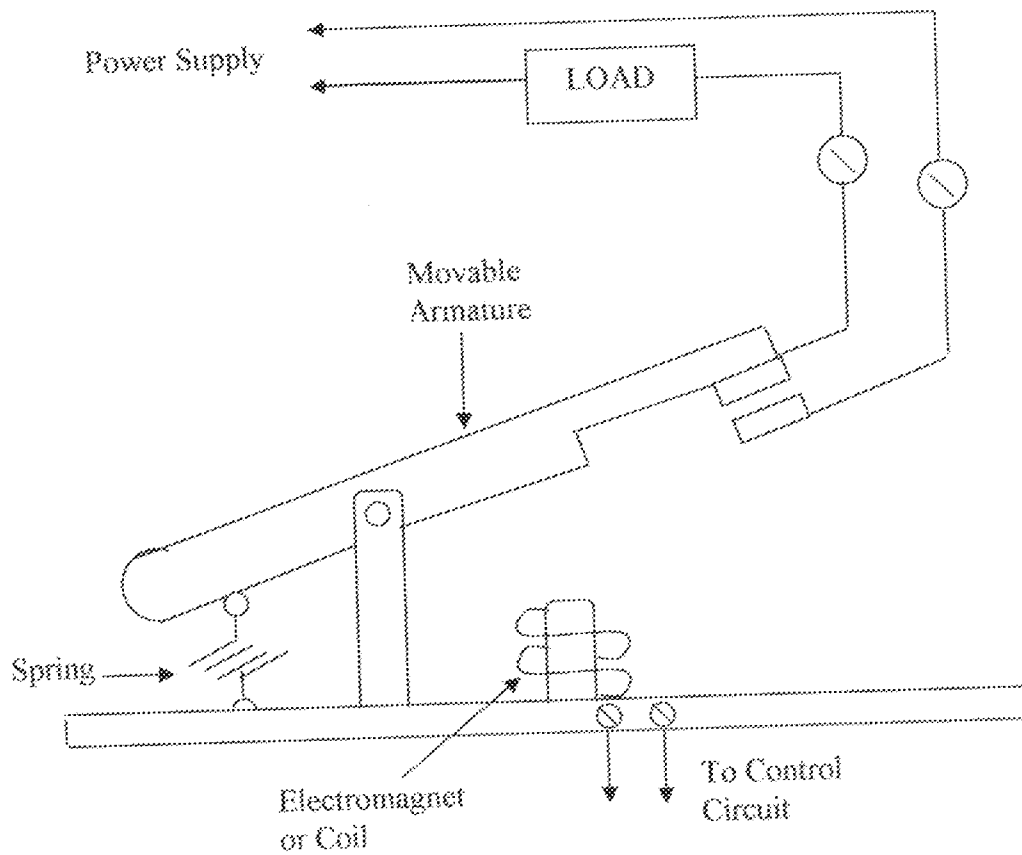 Power Supply
LOAD
Movable
Armature
Spring
Electromagnet
or Coil
To Control
Circuit